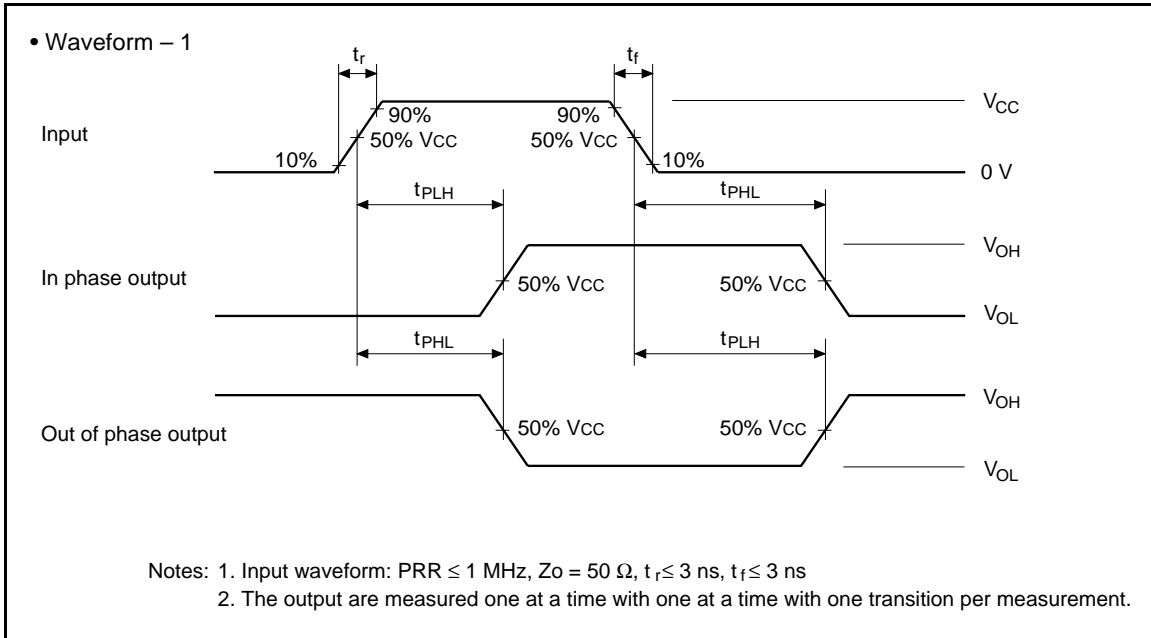 • Waveform – 1
tr
tf
90%
90%
VCC
Input
50% VCC
50% VCC
10%
10%
0 V
tPLH
tPHL
VOH
In phase output
50% VCC
50% VCC
VOL
tPHL
tPLH
VOH
Out of phase output
50% VCC
50% VCC
VOL
Notes: 1. Input waveform: PRR ≤ 1 MHz, Zo = 50 Ω, t r ≤ 3 ns, t f ≤ 3 ns
2. The output are measured one at a time with one at a time with one transition per measurement.